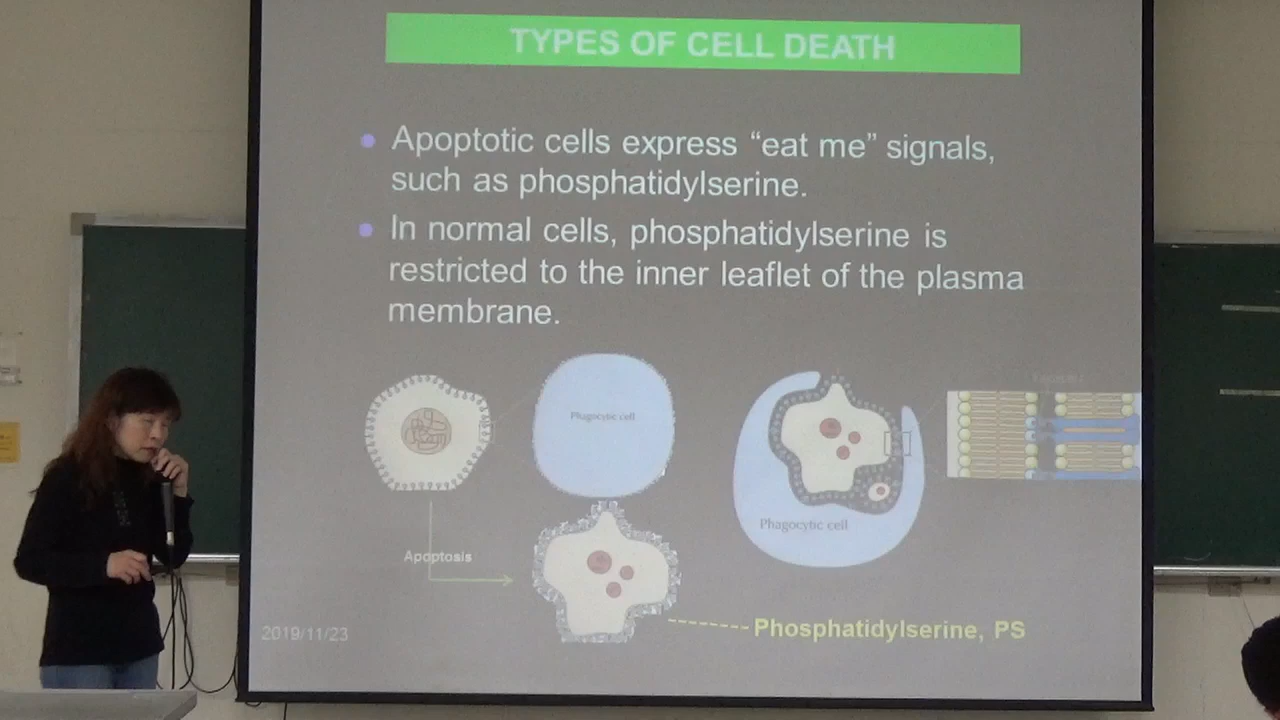 TYPES OF CELL DEATH
Apoptotic cells express “eat me” signals,
such as phosphatidylserine.
In normal cells, phosphatidylserine is
restricted to the inner leaflet of the plasma
membrane.
Phagocytic cell
Phagocytic cell
Apoptosis
Phosphatidylserine, PS
2019/11/23